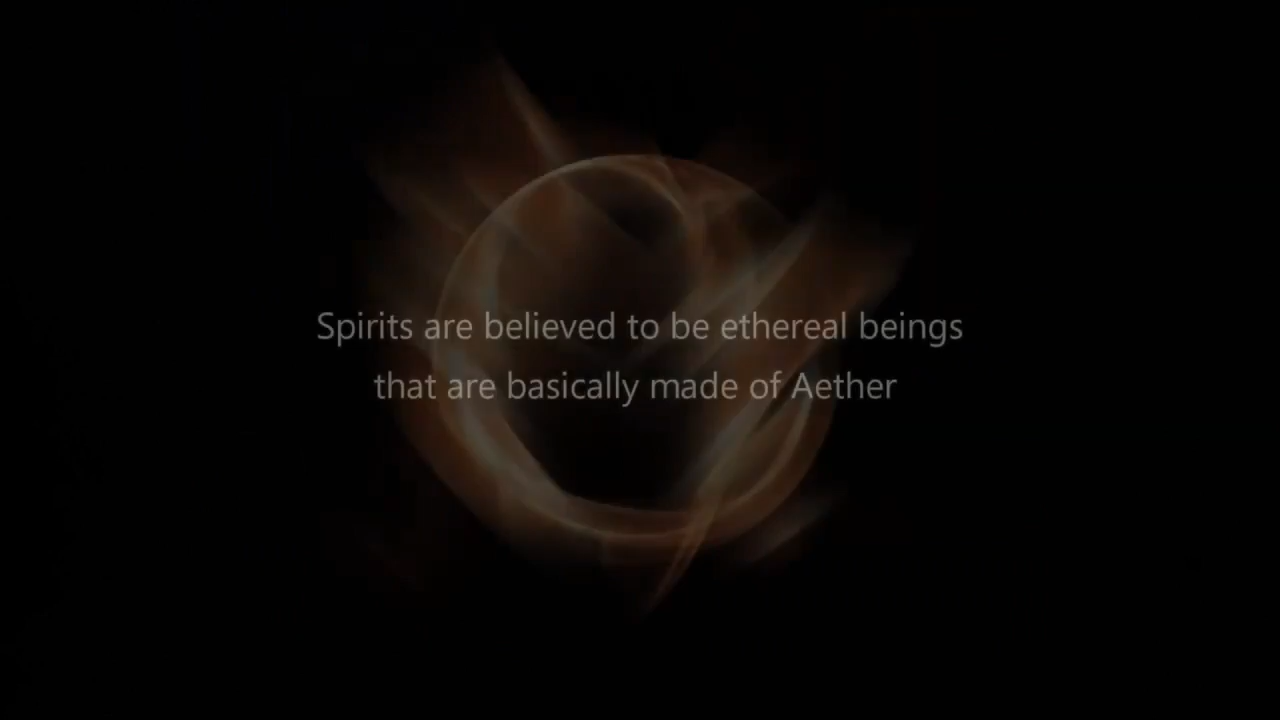 Spirits are believed to be ethereal beings
that are basically made of Aether